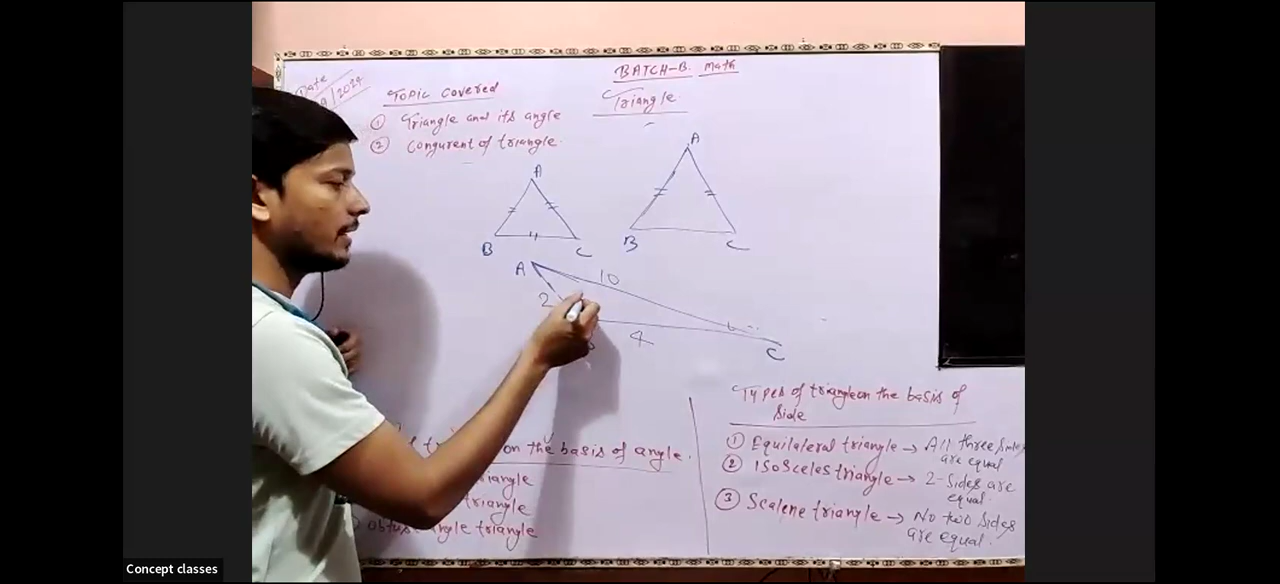 Date
9/2024
BATCH-B. Math
Triangle
Topic covered
① Triangle and its angle
② Congurent of triangle.
A
B
C
A
B
C
A
10
2
4
C
on the basis of angle.
iangle
triangle
Obtus angle triangle
Types of triangle on the basis of
side
① Equilateral triangle → All three sides
are equal
② Isosceles triangle → 2-sides are
equal.
③ Scalene triangle → No two sides
are equal.
Concept classes